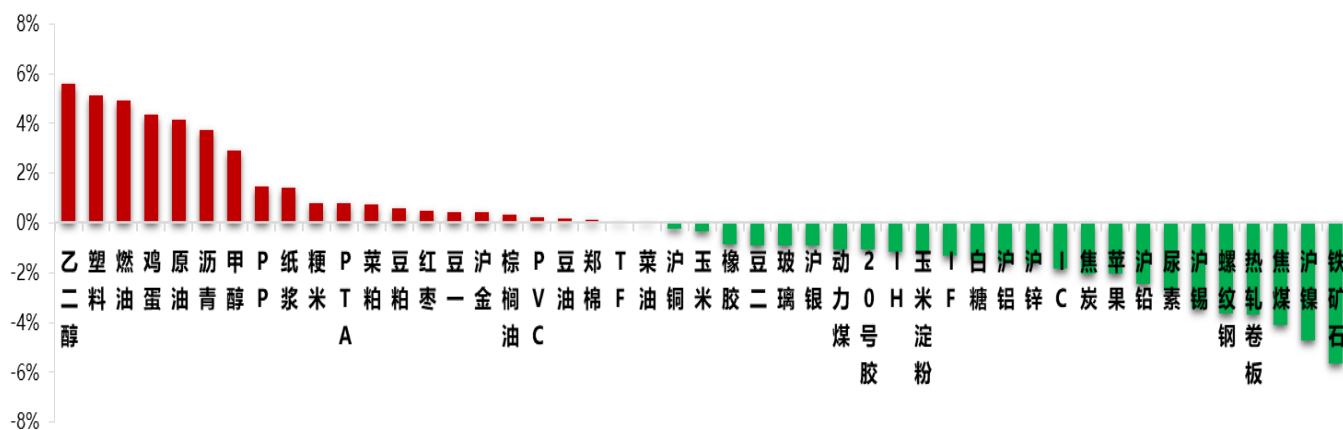 8%
6%
4%
2%
0%
-2%
-4%
-6%
-8%
乙二醇
塑料
燃油
鸡蛋
原油
沥青
甲醇
PP
纸浆
粳米
PTA
菜粕
豆粕
红枣
豆一
沪金
棕榈油
PVC
豆油
郑棉
TF
菜油
沪铜
玉米
橡胶
豆二
玻璃
沪银
动力煤
20号胶
IH
玉米淀粉
IF
白糖
沪铝
沪锌
IC
焦炭
苹果
沪铅
尿素
沪锡
螺纹钢
热轧卷板
焦煤
沪镍
铁矿石